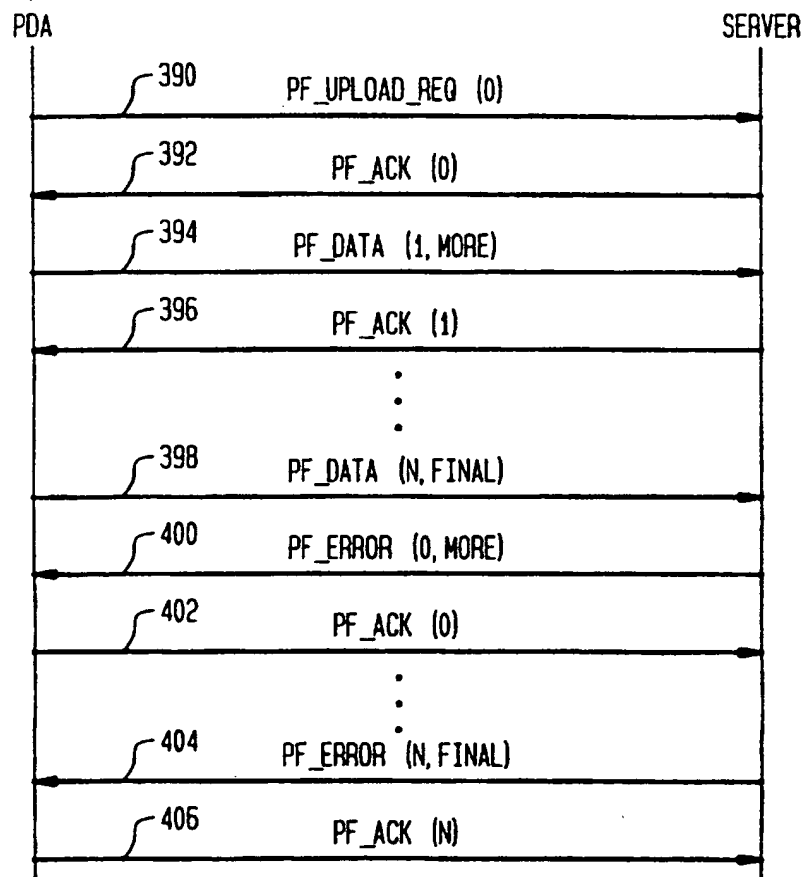 PDA SERVER
390 PF_UPLOAD_REQ (0)
392 PF_ACK (0)
394 PF_DATA (1, MORE)
396 PF_ACK (1)
398 PF_DATA (N, FINAL)
400 PF_ERROR (0, MORE)
402 PF_ACK (0)
404 PF_ERROR (N, FINAL)
406 PF_ACK (N)